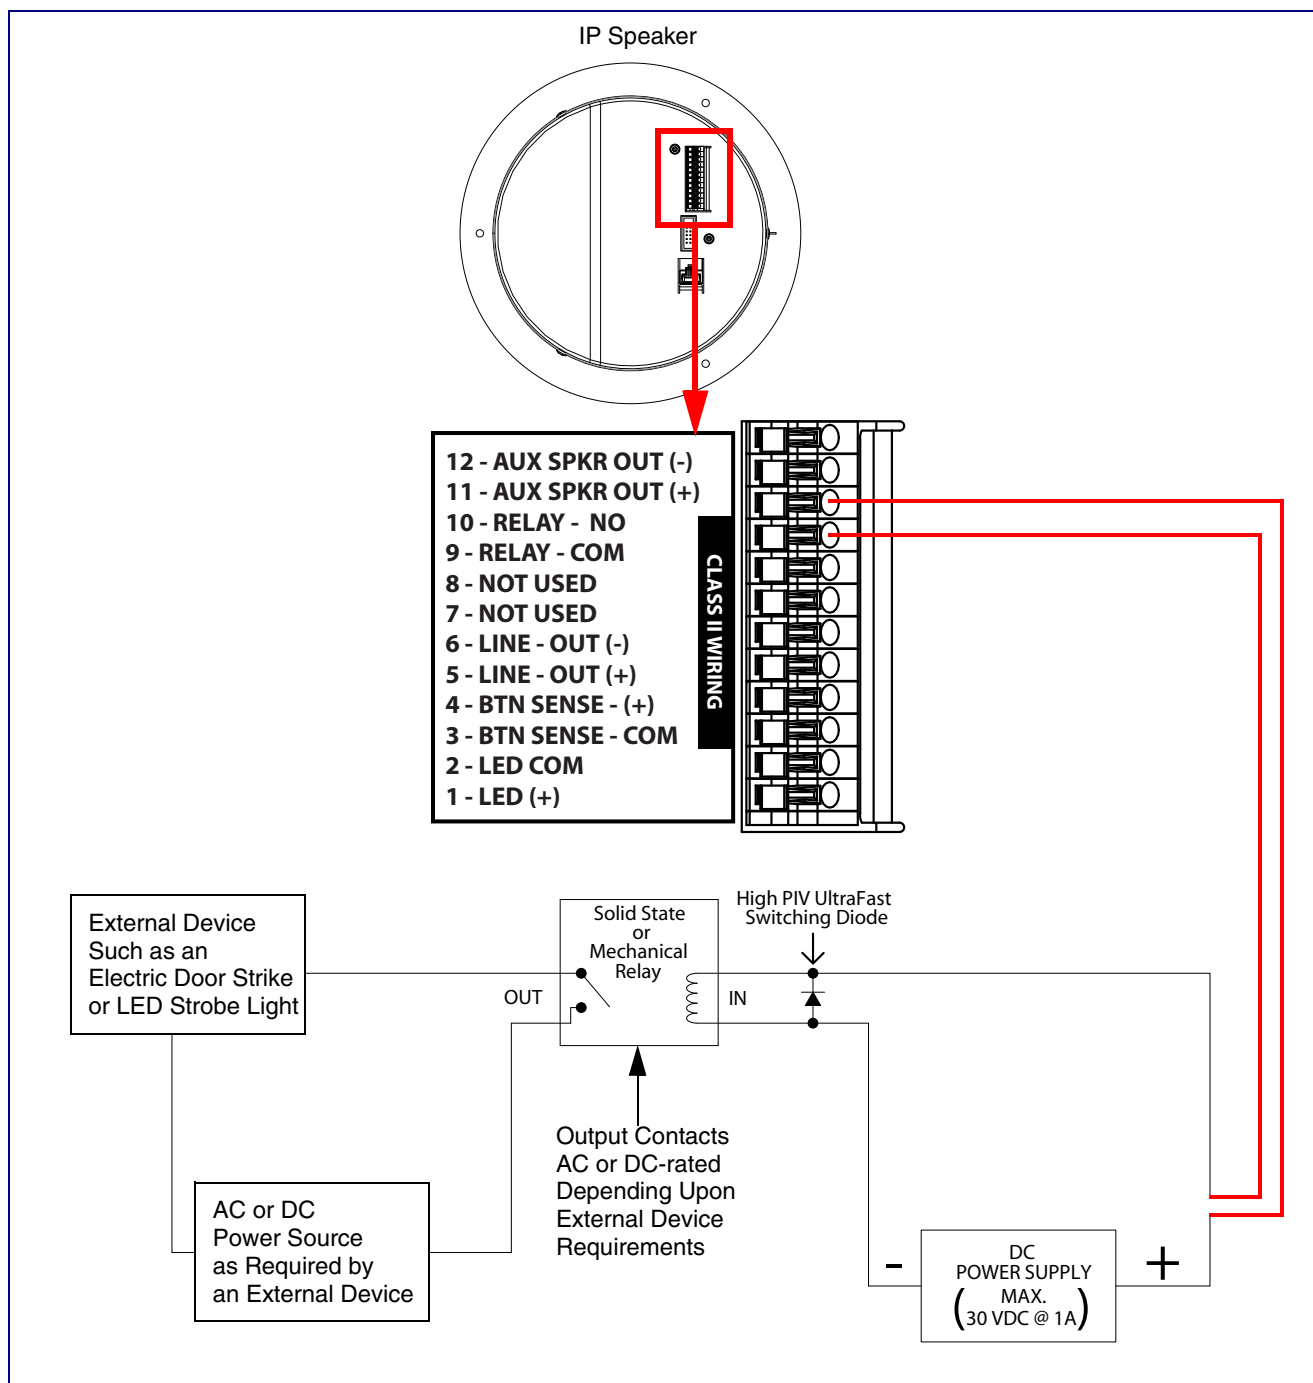 IP Speaker
12 - AUX SPKR OUT (-)
11 - AUX SPKR OUT (+)
10 - RELAY - NO
9 - RELAY - COM
8 - NOT USED
7 - NOT USED
6 - LINE - OUT (-)
5 - LINE - OUT (+)
4 - BTN SENSE - (+)
3 - BTN SENSE - COM
2 - LED COM
1 - LED (+)
CLASS II WIRING
External Device
Such as an
Electric Door Strike
or LED Strobe Light
Solid State
or
Mechanical
Relay
OUT
IN
High PIV UltraFast
Switching Diode
Output Contacts
AC or DC-rated
Depending Upon
External Device
Requirements
AC or DC
Power Source
as Required by
an External Device
-
DC
POWER SUPPLY
(MAX.
30 VDC @ 1A)
+